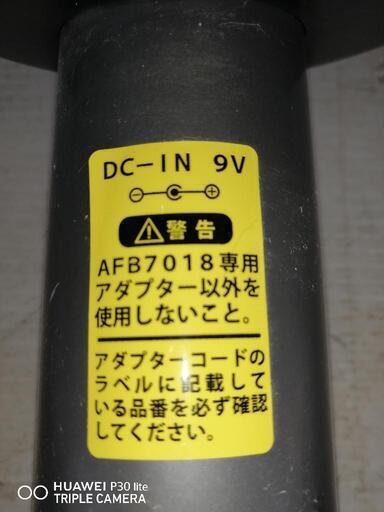 DC-IN 9V
警告
AFB7018専用
アダプター以外を
使用しないこと。
アダプターコードの
ラベルに記載して
いる品番を必ず確認
してください。
HUAWEI P30 lite
TRIPLE CAMERA